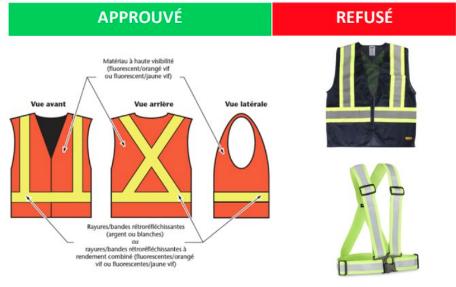 APPROUVÉ
REFUSÉ
Matériau à haute visibilité
(fluorescent/orangé vif
ou fluorescent/jaune vif)
Vue avant
Vue arrière
Vue latérale
Rayures/bandes rétroréfléchissantes
(argent ou blanches)
ou
rayures/bandes rétroréfléchissantes à
rendement combiné (fluorescentes/orangé
vif ou fluorescentes/jaune vif)